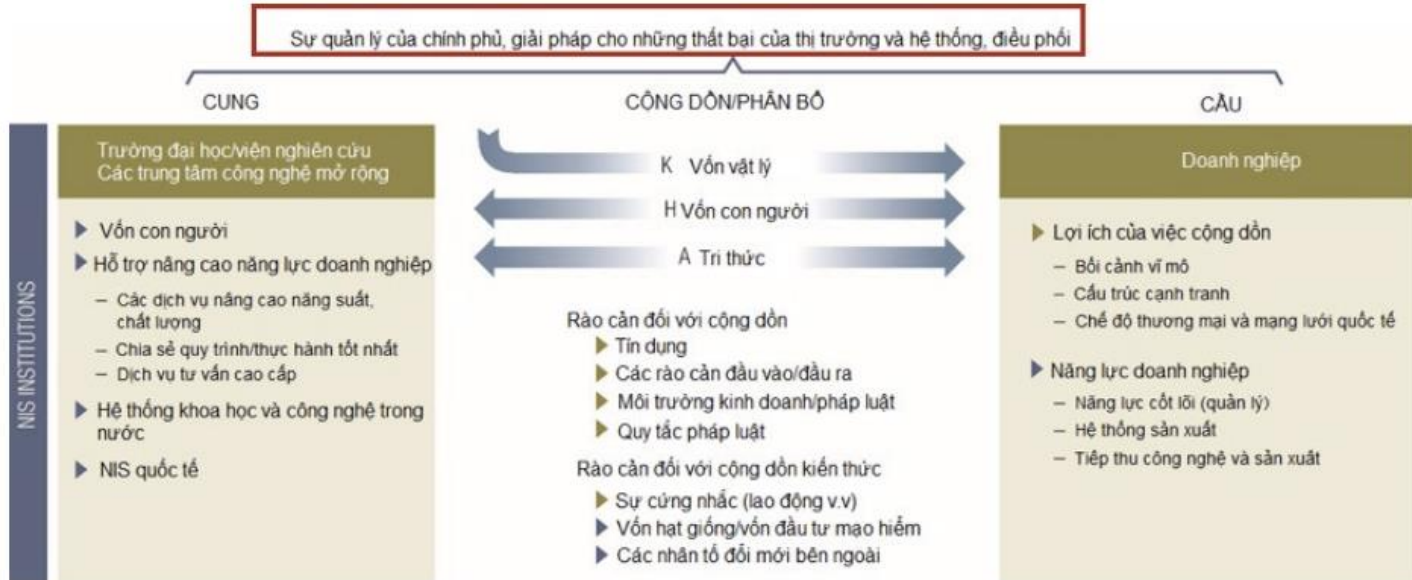 Sự quản lý của chính phủ, giải pháp cho những thất bại của thị trường và hệ thống, điều phối
CUNG
CỘNG DỒN/PHÂN BỔ
CẦU
NIS INSTITUTIONS
Trường đại học/viện nghiên cứu
Các trung tâm công nghệ mở rộng
Vốn con người
Hỗ trợ nâng cao năng lực doanh nghiệp
– Các dịch vụ nâng cao năng suất,
chất lượng
– Chia sẻ quy trình/thực hành tốt nhất
– Dịch vụ tư vấn cao cấp
Hệ thống khoa học và công nghệ trong
nước
NIS quốc tế
K Vốn vật lý
H Vốn con người
A Tri thức
Rào cản đối với cộng dồn
Tín dụng
Các rào cản đầu vào/đầu ra
Môi trường kinh doanh/pháp luật
Quy tắc pháp luật
Rào cản đối với cộng dồn kiến thức
Sự cứng nhắc (lao động v.v)
Vốn hạt giống/vốn đầu tư mạo hiểm
Các nhân tố đổi mới bên ngoài
Doanh nghiệp
Lợi ích của việc cộng dồn
– Bối cảnh vĩ mô
– Cấu trúc cạnh tranh
– Chế độ thương mại và mạng lưới quốc tế
Năng lực doanh nghiệp
– Năng lực cốt lõi (quản lý)
– Hệ thống sản xuất
– Tiếp thu công nghệ và sản xuất